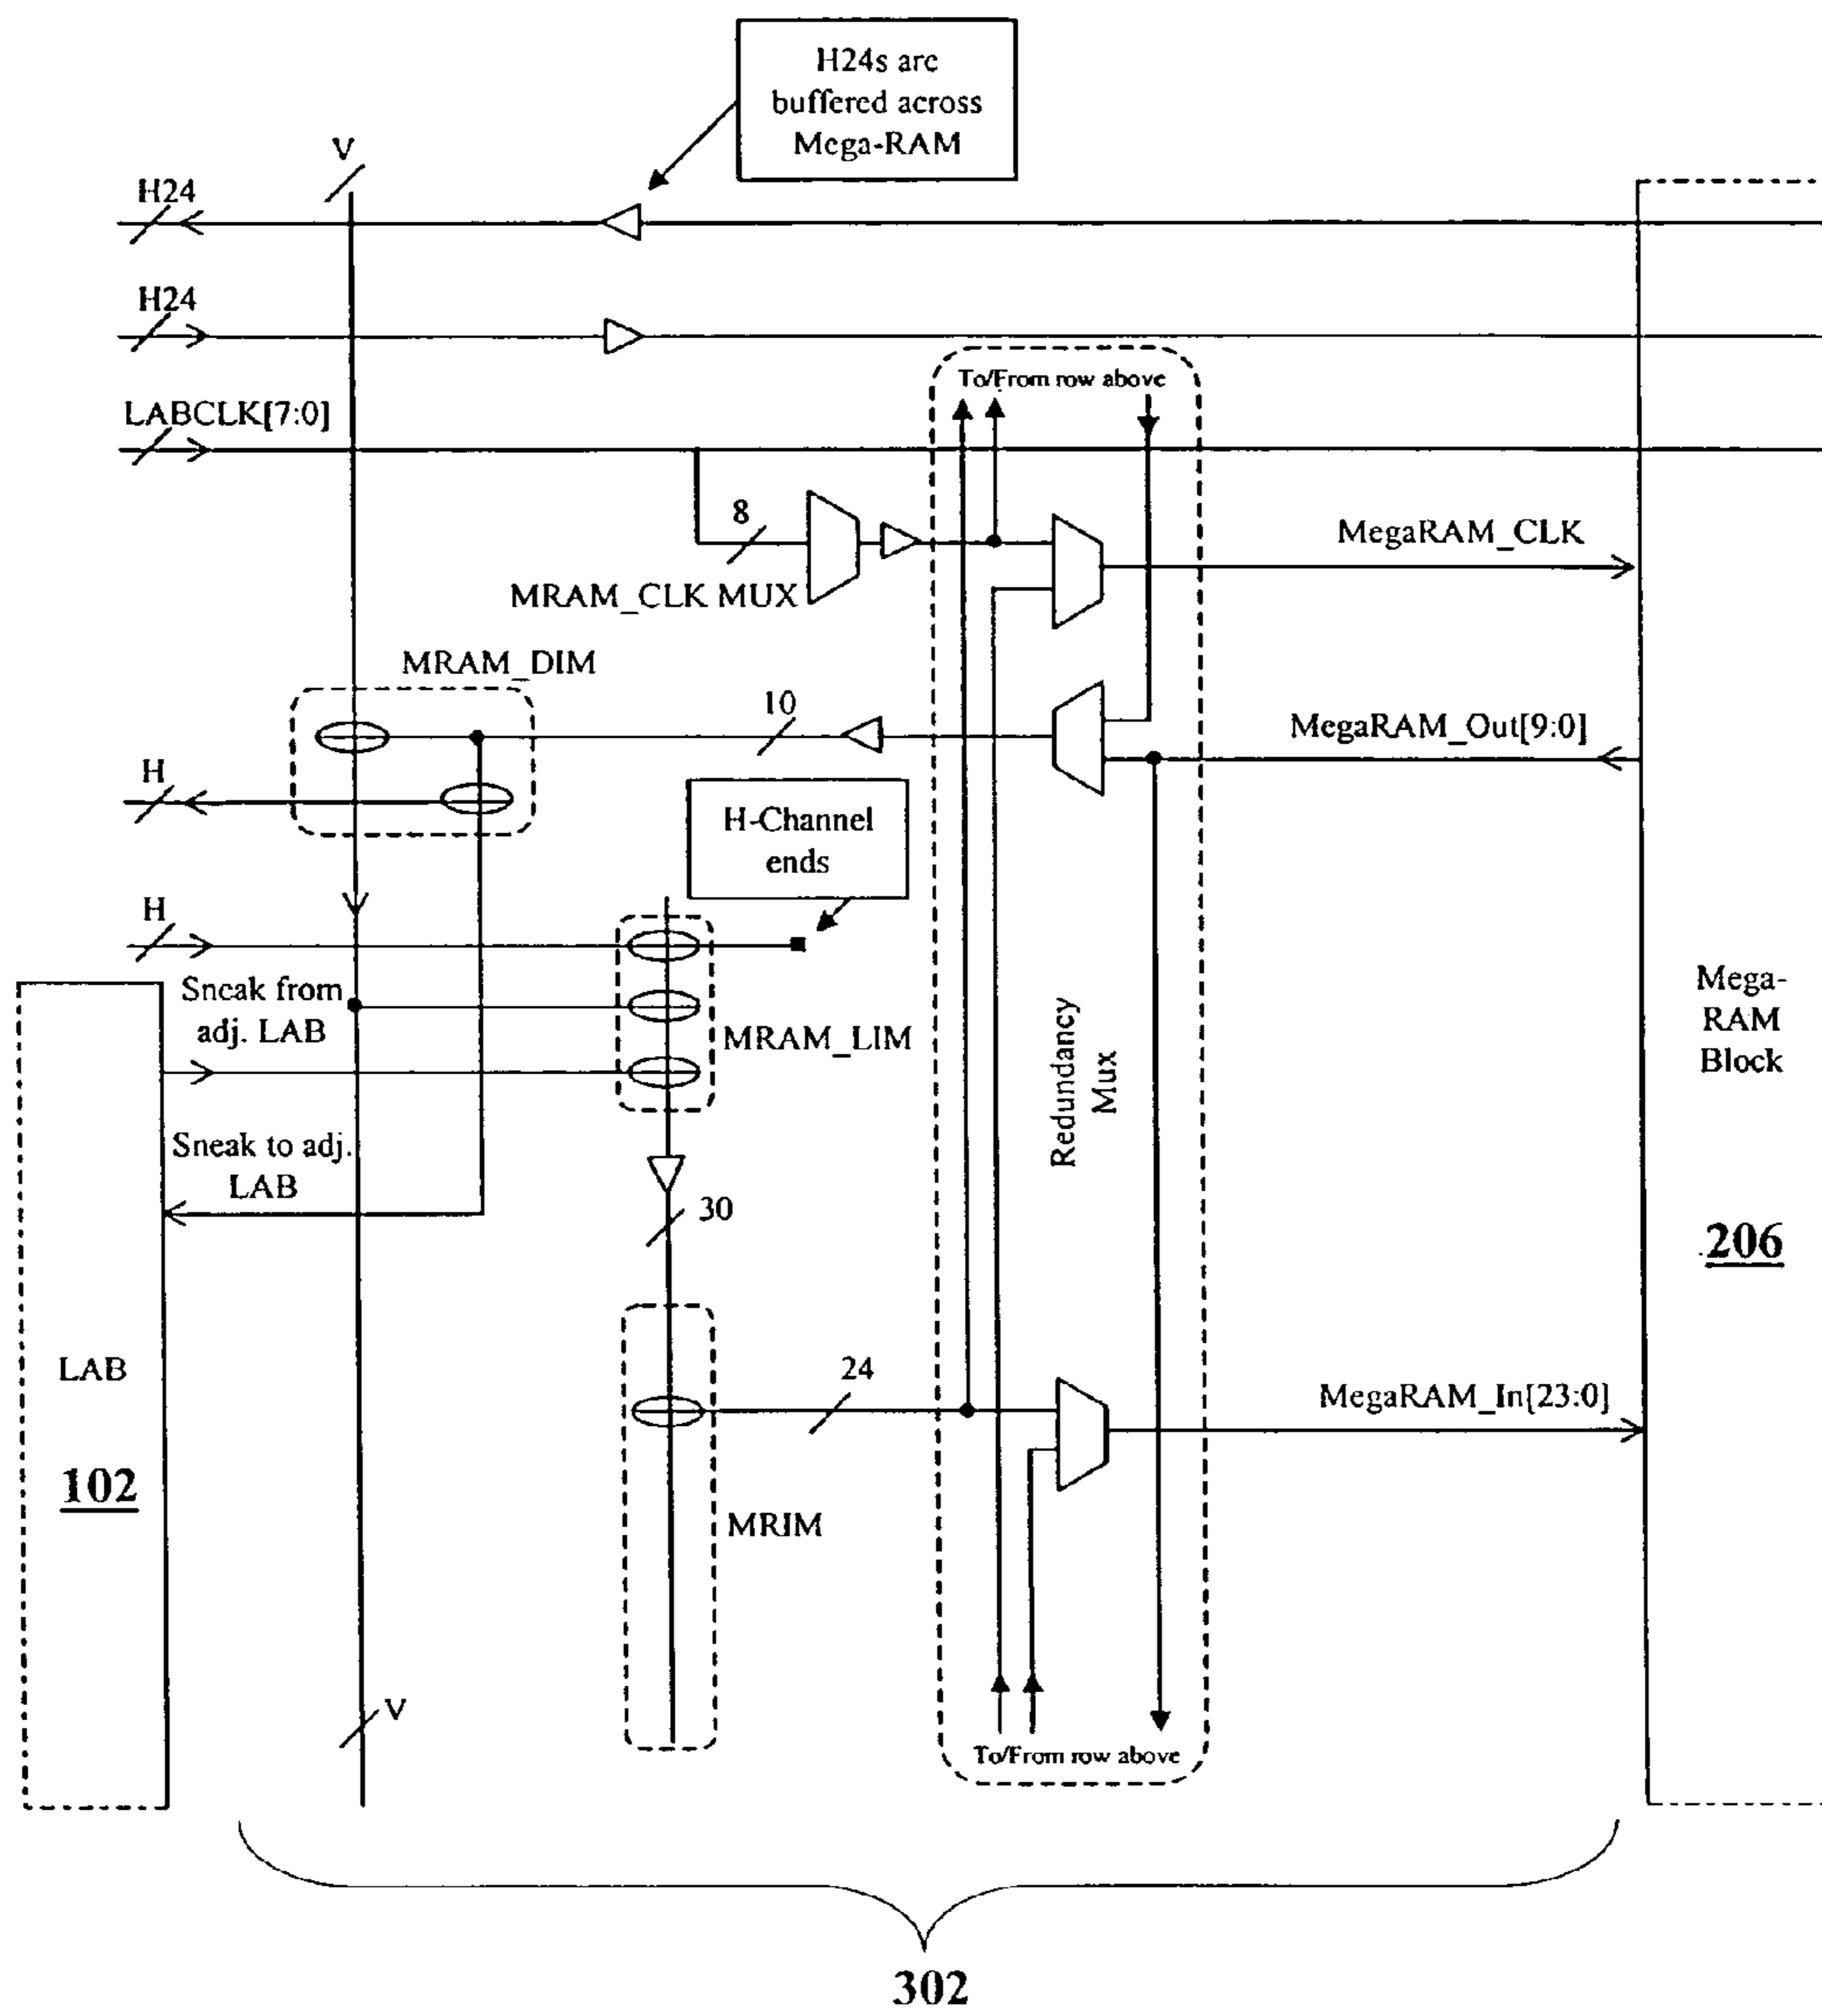 H24s are
buffered across
Mega-RAM
V
H24
H24
To/From row above
LABCLK[7:0]
8
MegaRAM_CLK
MRAM_CLK MUX
MRAM_DIM
10
MegaRAM_Out[9:0]
H
H-Channel
ends
H
Sneak from
adj. LAB
MRAM_LIM
Redundancy
Mux
Mega-
RAM
Block
Sneak to adj.
LAB
30
206
LAB
24
MegaRAM_In[23:0]
102
MRIM
V
To/From row above
302